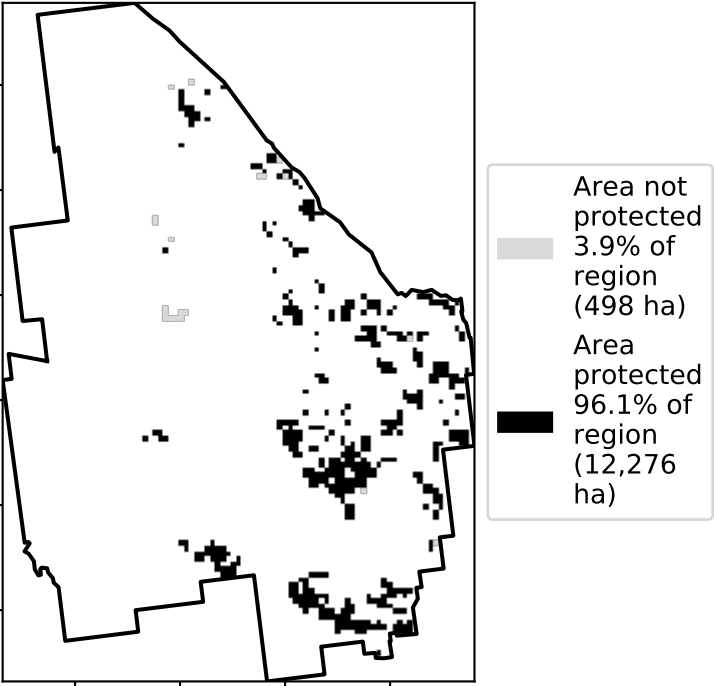 Area not
protected
3.9% of
region
(498 ha)
Area
protected
96.1% of
region
(12,276
ha)